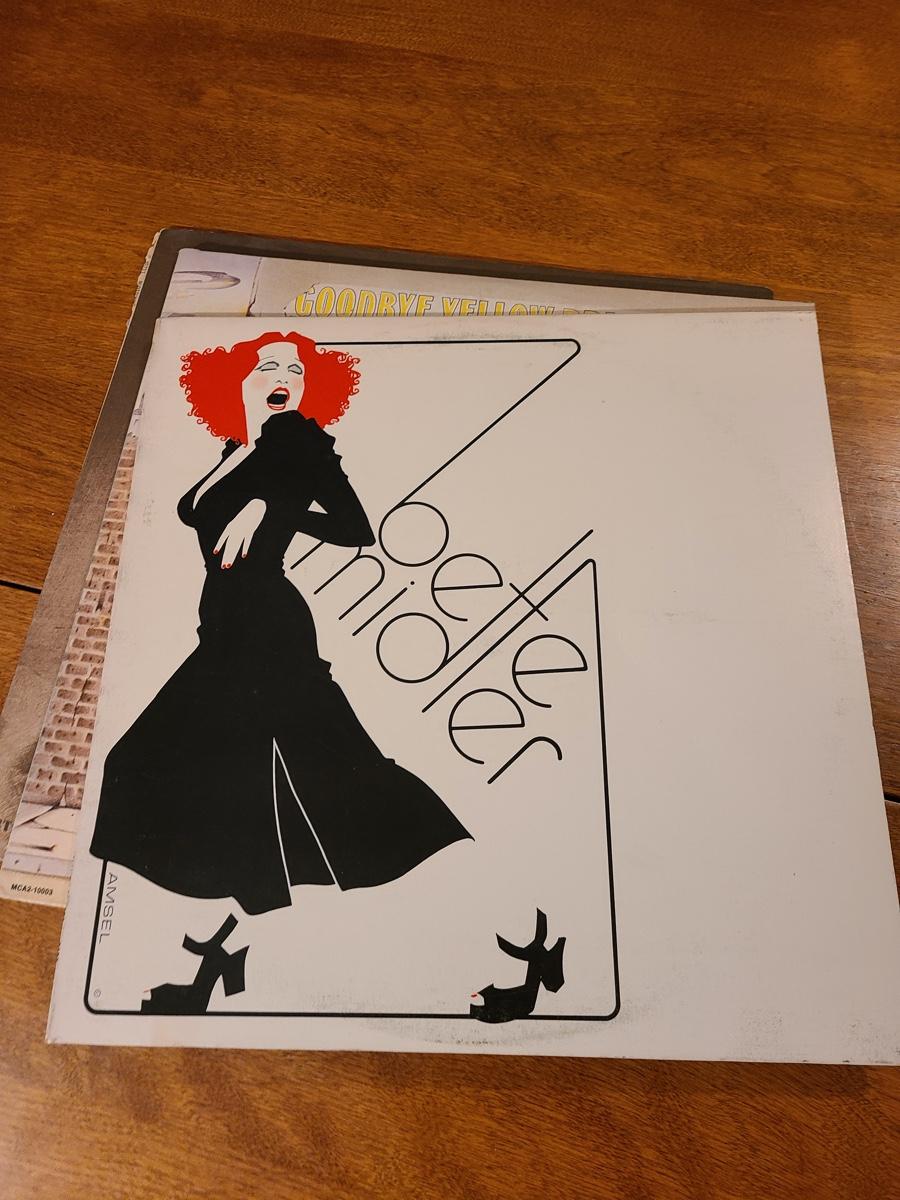 GOODBYE YELLOW
bette
midler
AMSEL
©
MCA2-10003